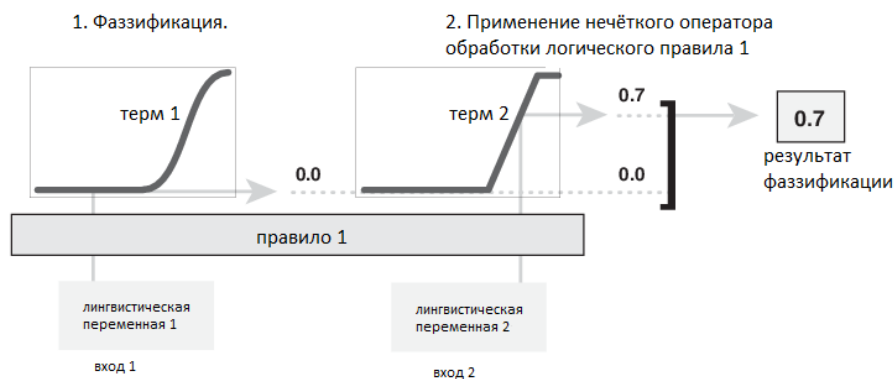 1. Фаззификация.
2. Применение нечёткого оператора
обработки логического правила 1
терм 1
0.0
терм 2
0.7
0.0
0.7
результат
фаззификации
правило 1
лингвистическая
переменная 1
лингвистическая
переменная 2
вход 1
вход 2